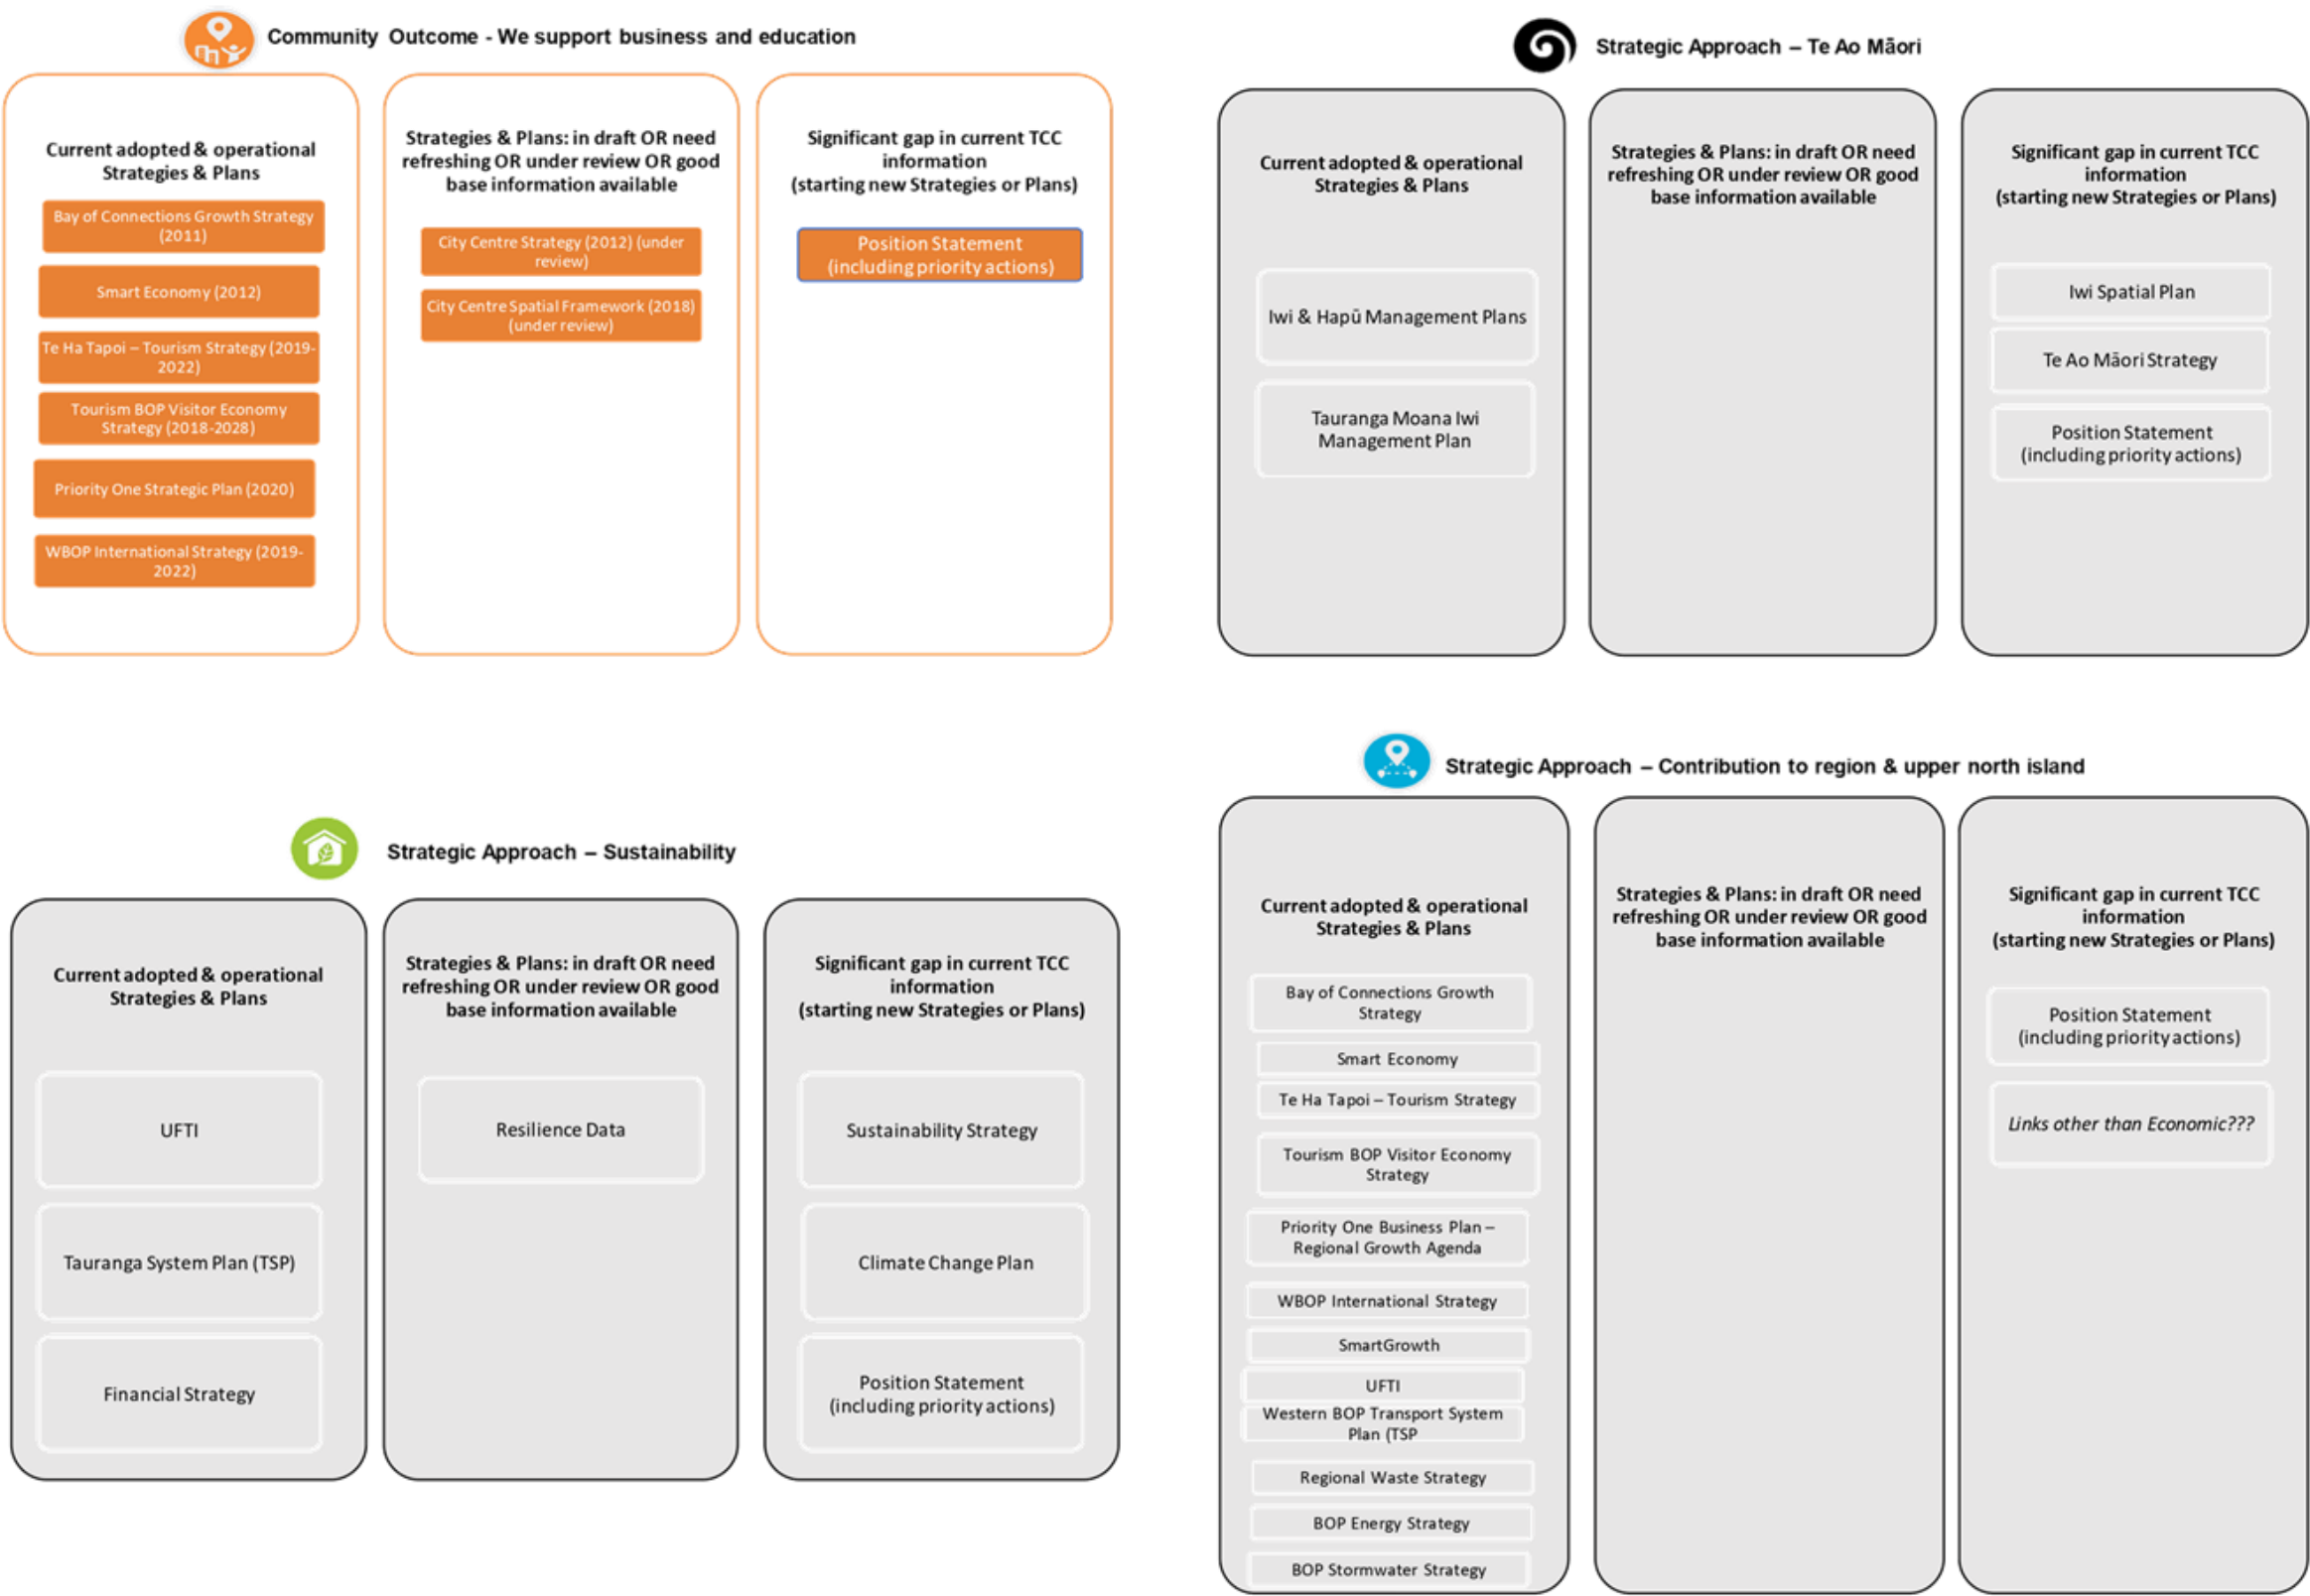 Community Outcome - We support business and education
Current adopted & operational
Strategies & Plans
Bay of Connections Growth Strategy
(2011)
Smart Economy (2012)
Te Ha Tapoi – Tourism Strategy (2019-
2022)
Tourism BOP Visitor Economy
Strategy (2018-2028)
Priority One Strategic Plan (2020)
WBOP International Strategy (2019-
2022)
Strategies & Plans: in draft OR need
refreshing OR under review OR good
base information available
City Centre Strategy (2012) (under
review)
City Centre Spatial Framework (2018)
(under review)
Significant gap in current TCC
information
(starting new Strategies or Plans)
Position Statement
(including priority actions)
Strategic Approach – Te Ao Māori
Current adopted & operational
Strategies & Plans
Iwi & Hapū Management Plans
Tauranga Moana Iwi
Management Plan
Strategies & Plans: in draft OR need
refreshing OR under review OR good
base information available
Significant gap in current TCC
information
(starting new Strategies or Plans)
Iwi Spatial Plan
Te Ao Māori Strategy
Position Statement
(including priority actions)
Strategic Approach – Sustainability
Current adopted & operational
Strategies & Plans
UFTI
Tauranga System Plan (TSP)
Financial Strategy
Strategies & Plans: in draft OR need
refreshing OR under review OR good
base information available
Resilience Data
Significant gap in current TCC
information
(starting new Strategies or Plans)
Sustainability Strategy
Climate Change Plan
Position Statement
(including priority actions)
Strategic Approach – Contribution to region & upper north island
Current adopted & operational
Strategies & Plans
Bay of Connections Growth
Strategy
Smart Economy
Te Ha Tapoi – Tourism Strategy
Tourism BOP Visitor Economy
Strategy
Priority One Business Plan –
Regional Growth Agenda
WBOP International Strategy
SmartGrowth
UFTI
Western BOP Transport System
Plan (TSP
Regional Waste Strategy
BOP Energy Strategy
BOP Stormwater Strategy
Strategies & Plans: in draft OR need
refreshing OR under review OR good
base information available
Significant gap in current TCC
information
(starting new Strategies or Plans)
Position Statement
(including priority actions)
Links other than Economic???